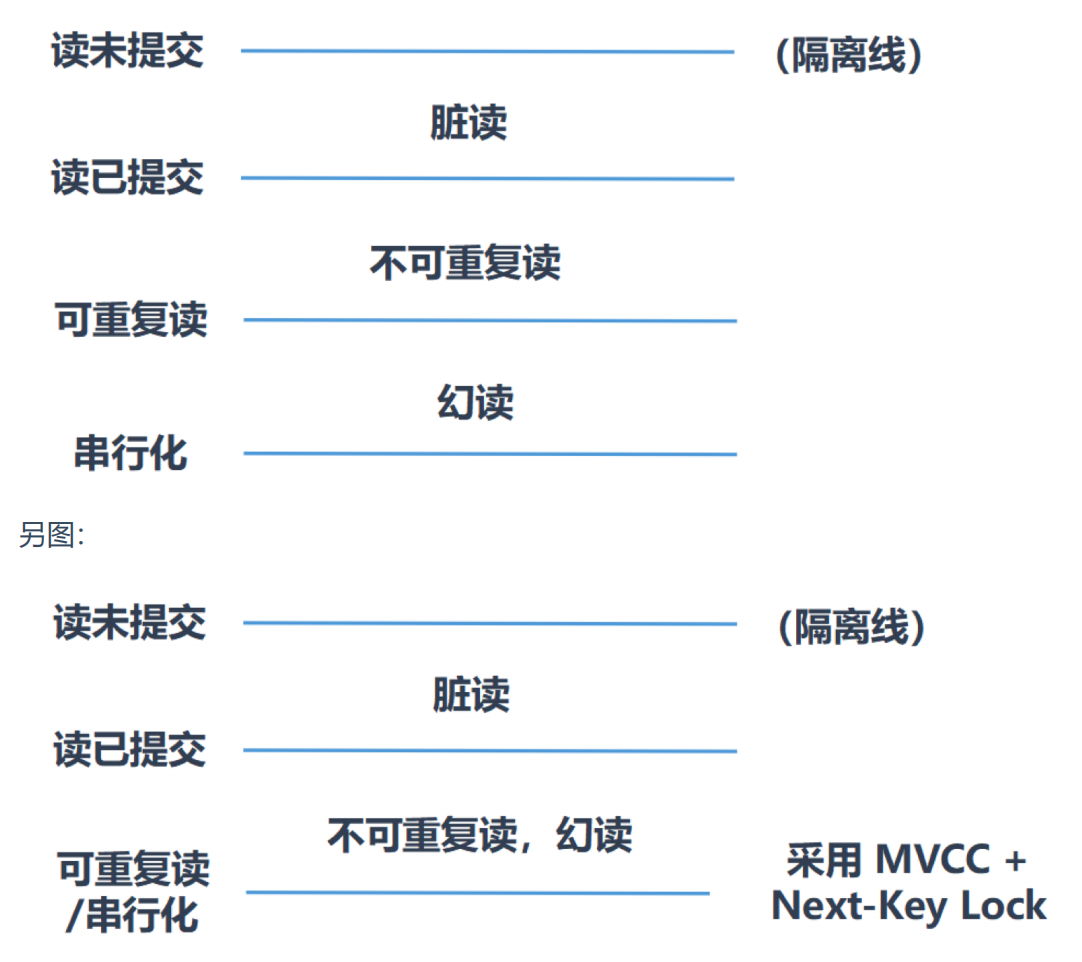 读未提交 (隔离线)
脏读
读已提交
不可重复读
可重复读
幻读
串行化
另图：
读未提交 (隔离线)
脏读
读已提交
不可重复读，幻读
可重复读
/串行化
采用 MVCC +
Next-Key Lock